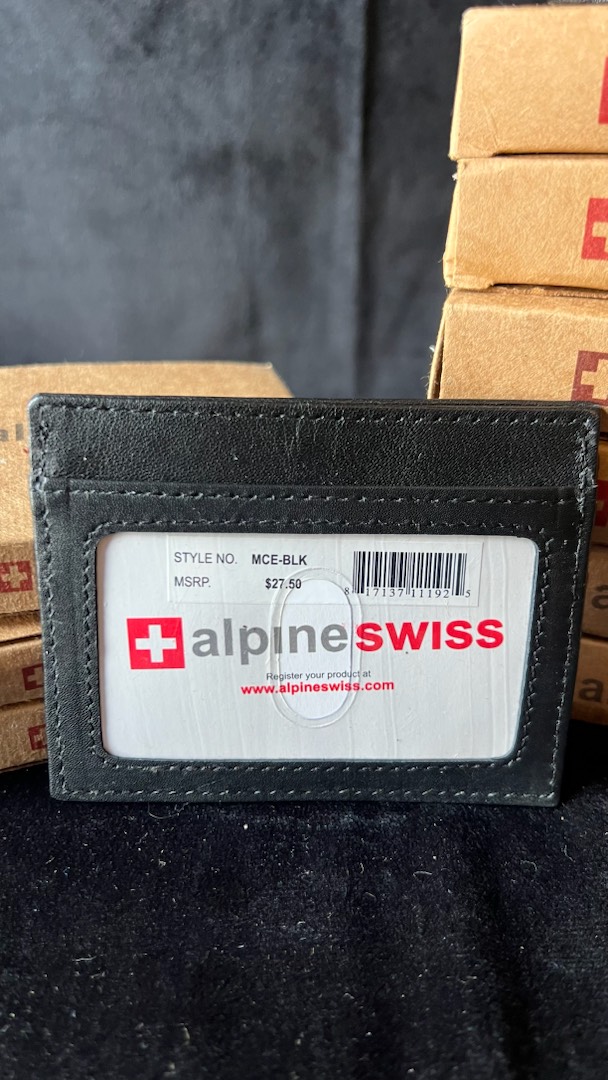 STYLE NO. MCE-BLK
MSRP. $27.50
8 17137 11192 5
alpineswiss
Register your product at
www.alpineswiss.com
al